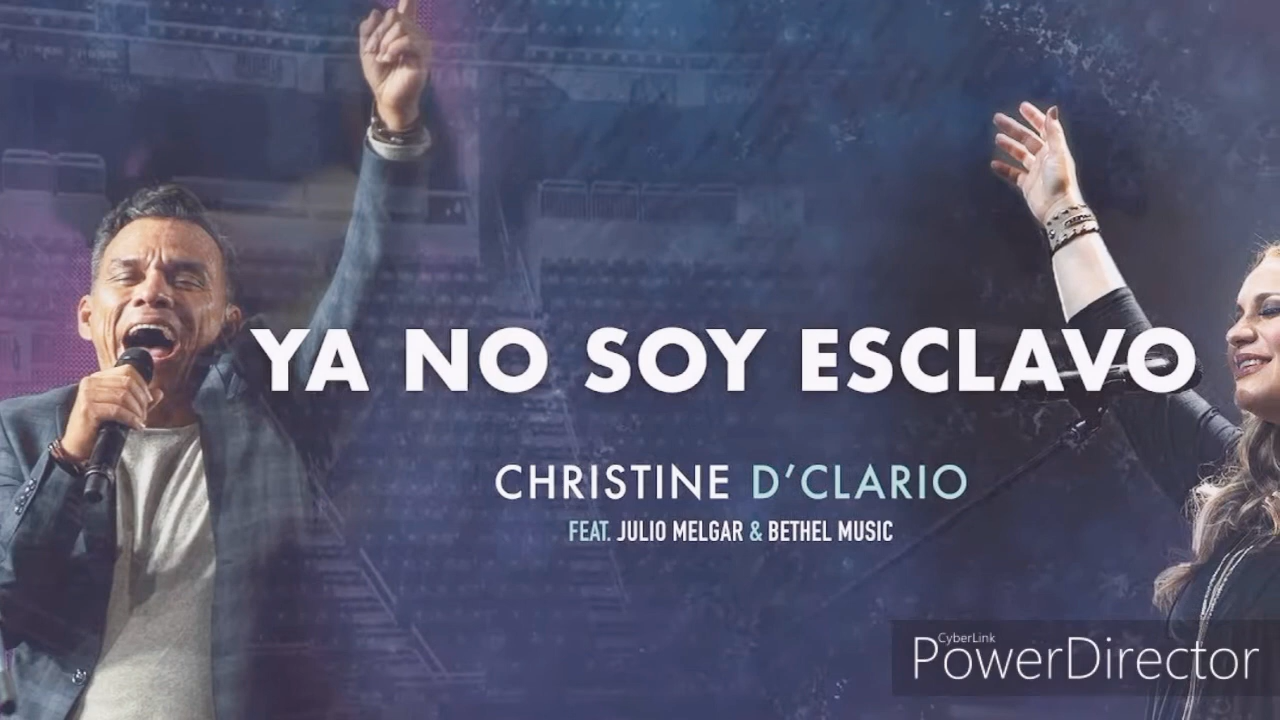 YA NO SOY ESCLAVO
CHRISTINE D'CLARIO
FEAT. JULIO MELGAR & BETHEL MUSIC
CyberLink
PowerDirector